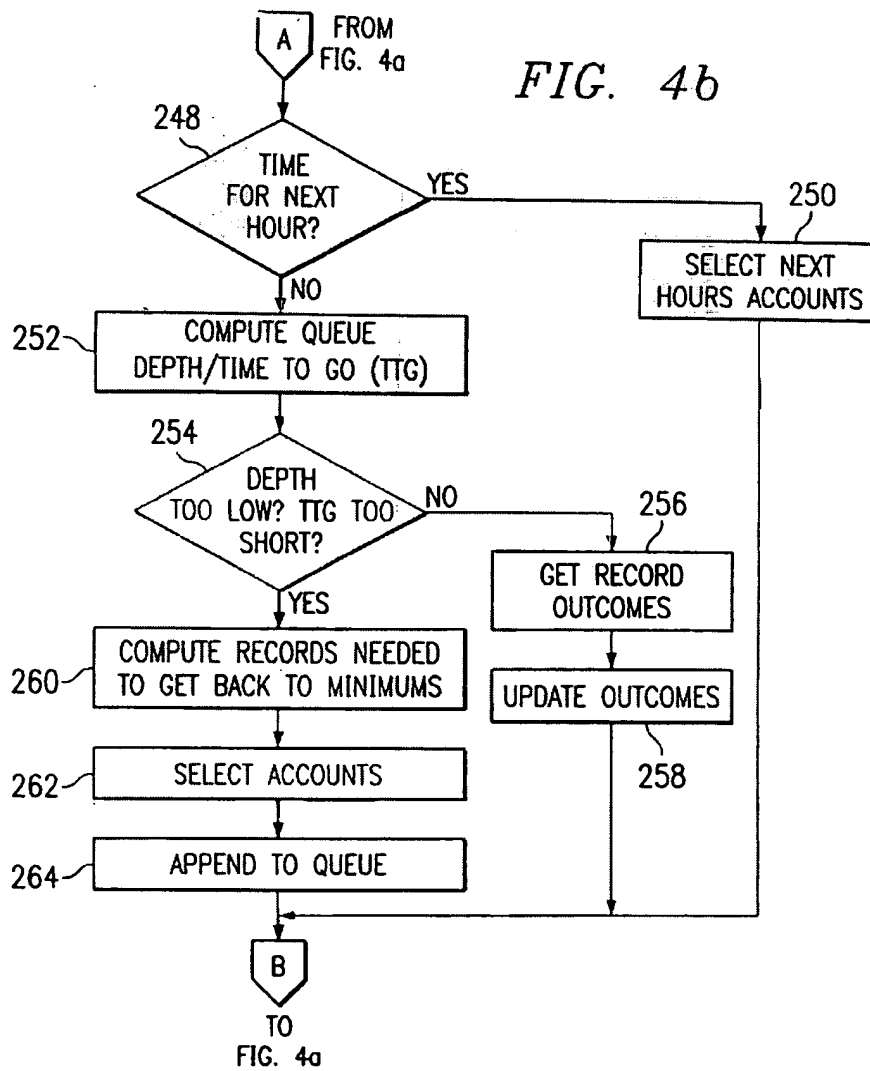 A
FROM
FIG. 4a
FIG. 4b
248
TIME
FOR NEXT
HOUR?
YES
NO
250
SELECT NEXT
HOURS ACCOUNTS
252
COMPUTE QUEUE
DEPTH/TIME TO GO (TTG)
254
DEPTH
TOO LOW? TTG TOO
SHORT?
NO
YES
256
GET RECORD
OUTCOMES
UPDATE OUTCOMES
258
260
COMPUTE RECORDS NEEDED
TO GET BACK TO MINIMUMS
262
SELECT ACCOUNTS
264
APPEND TO QUEUE
B
TO
FIG. 4a